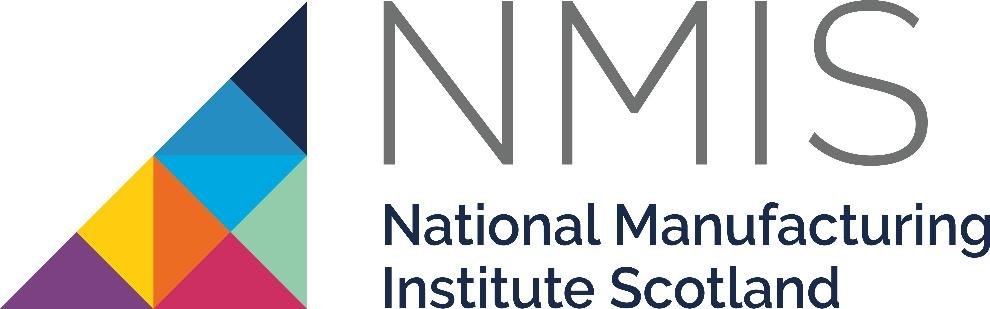 NMIS
National Manufacturing
Institute Scotland